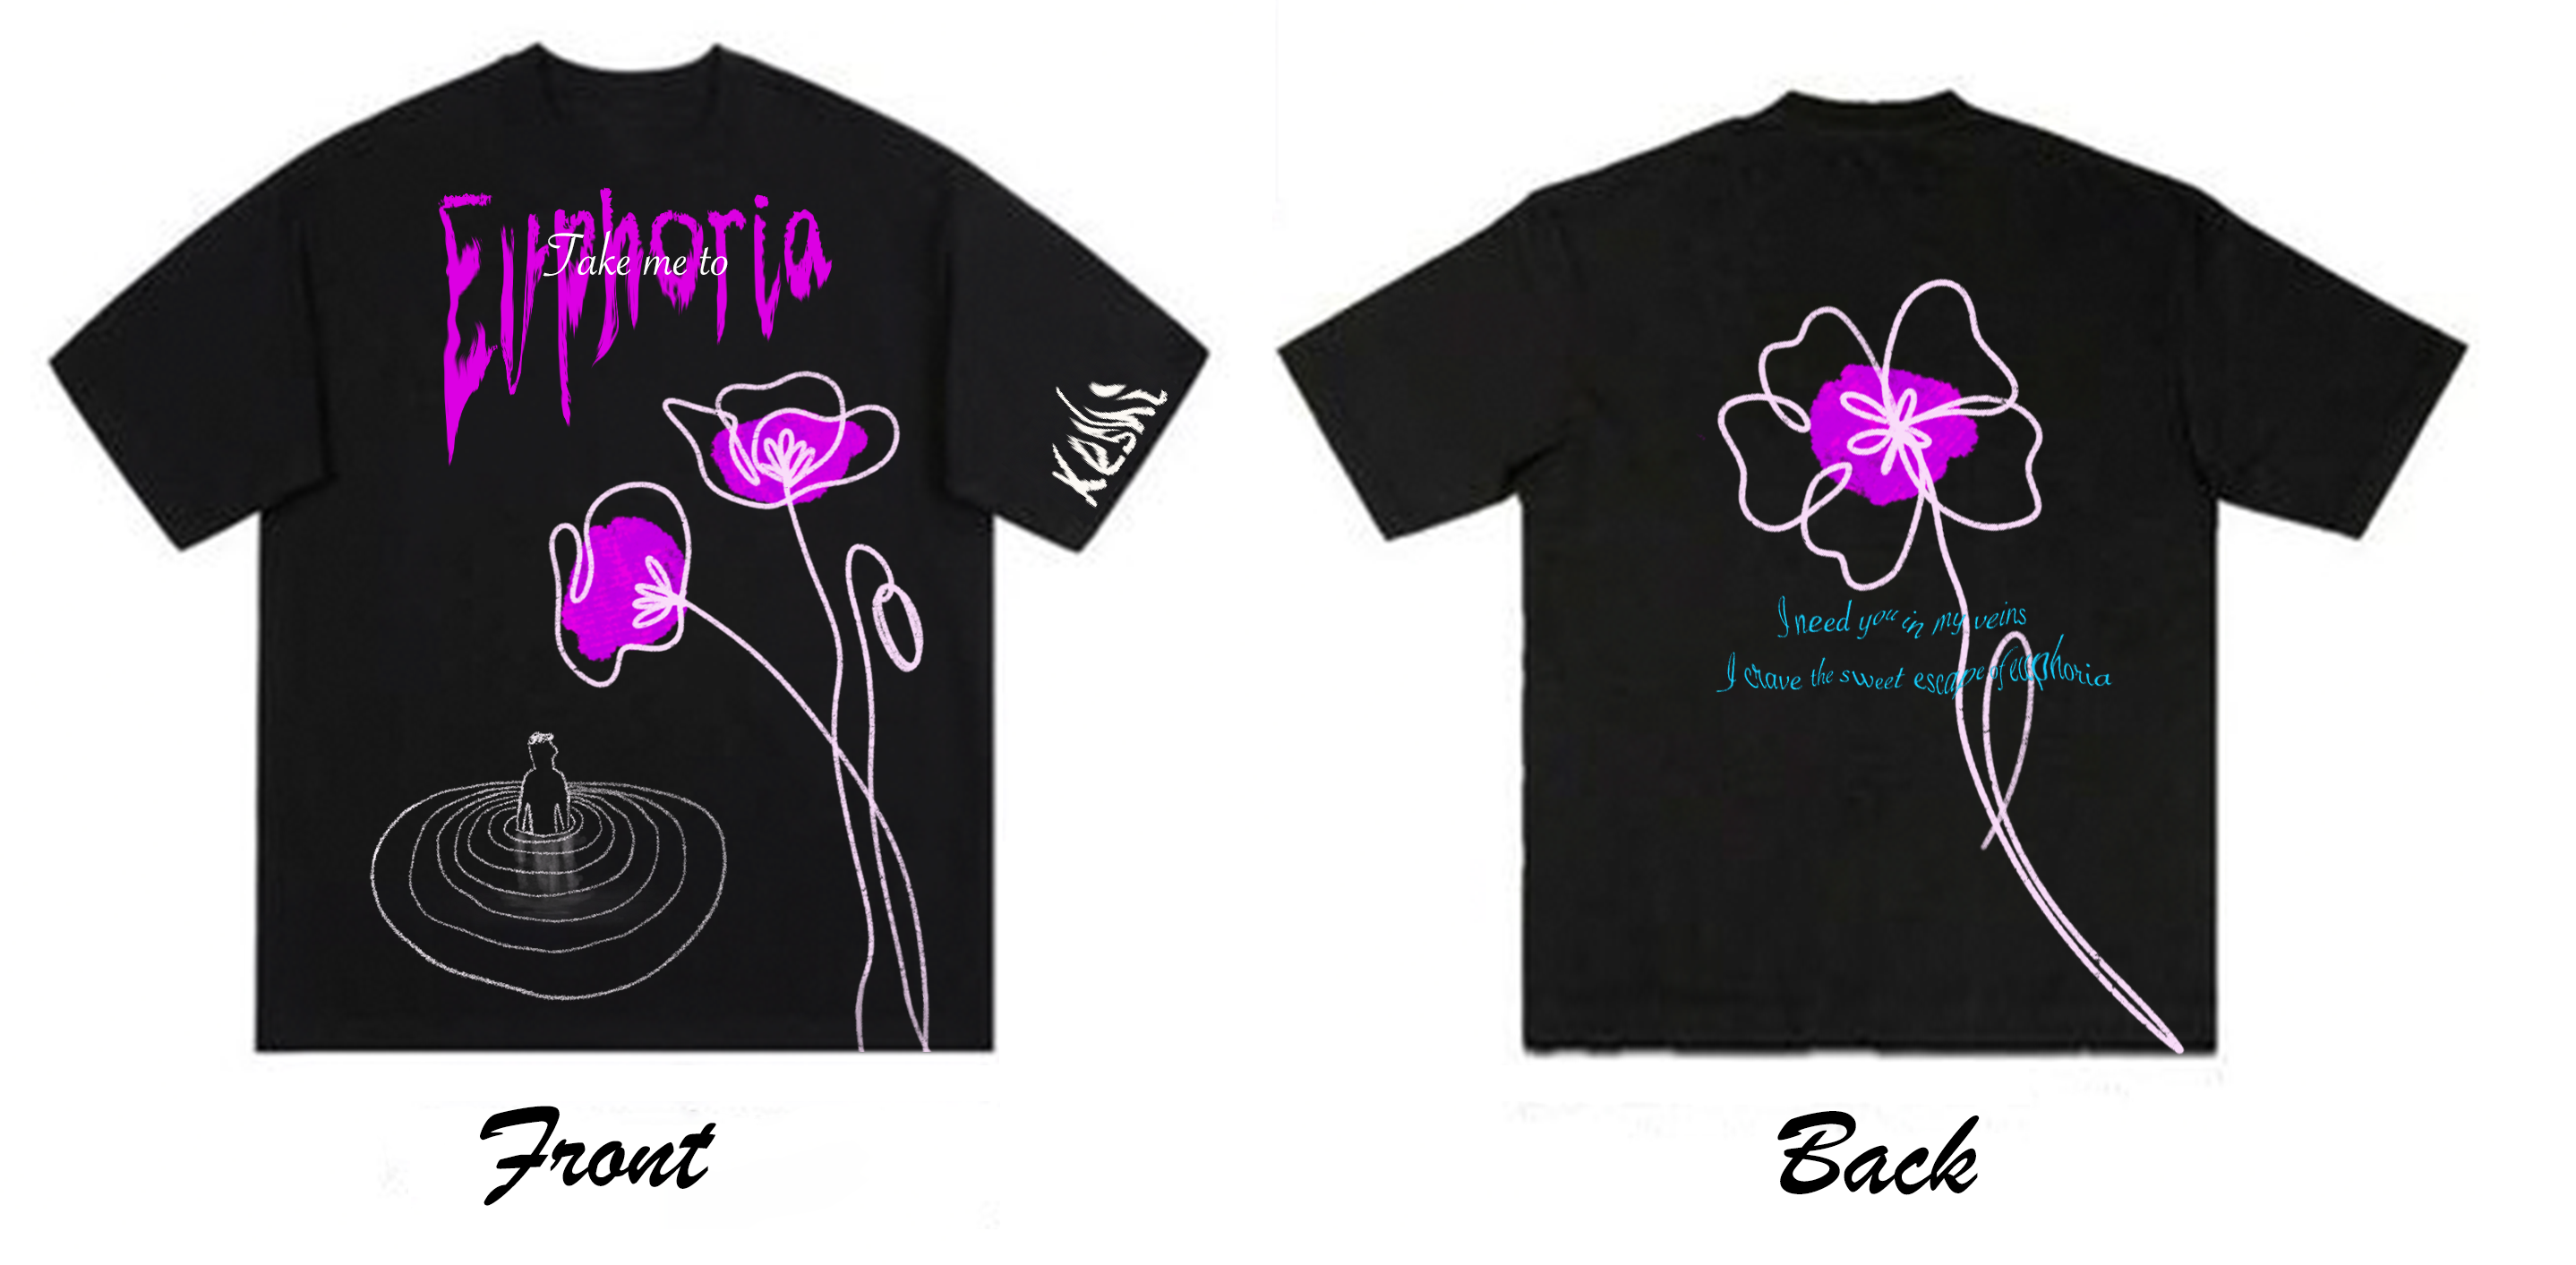 Euphoria
Take me to
Keshi
I need you in my veins
I crave the sweet escape of euphoria
Front
Back